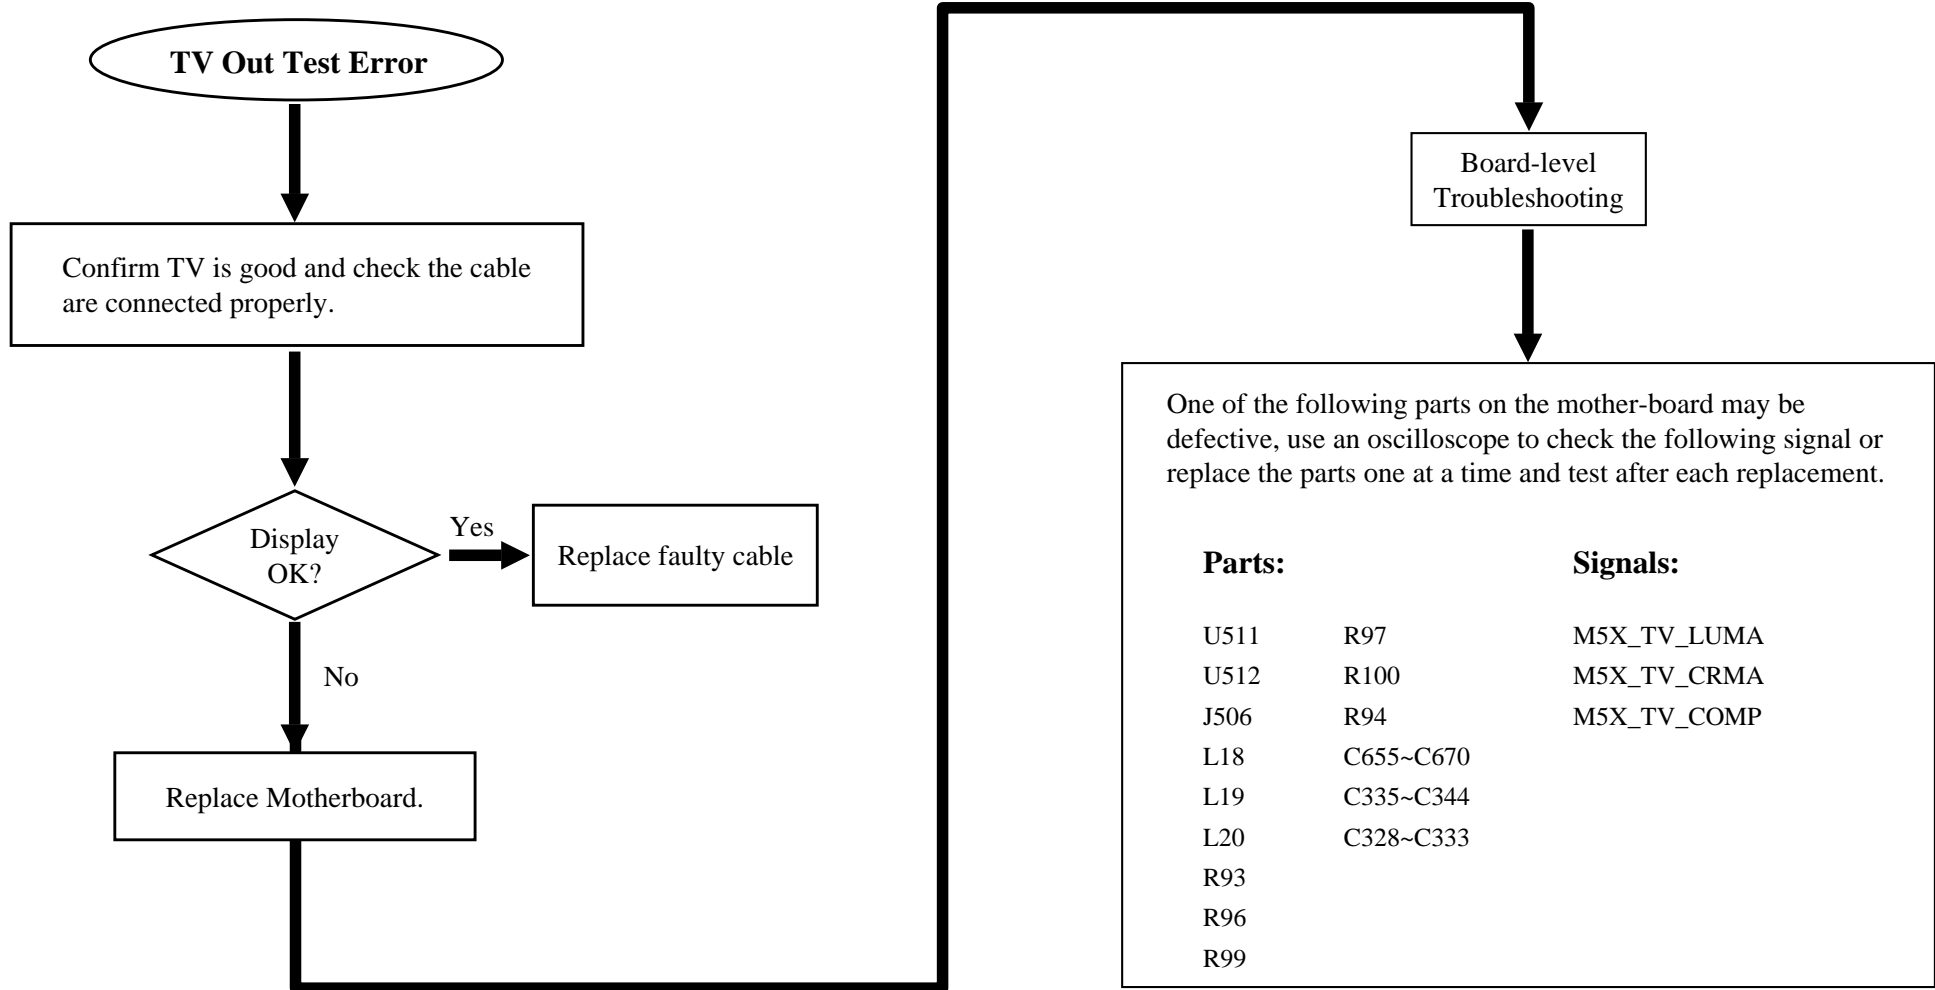 TV Out Test Error
Confirm TV is good and check the cable
are connected properly.
Display
OK?
Yes
Replace faulty cable
No
Replace Motherboard.
Board-level
Troubleshooting
One of the following parts on the mother-board may be
defective, use an oscilloscope to check the following signal or
replace the parts one at a time and test after each replacement.
Parts:
Signals:
U511 R97 M5X_TV_LUMA
U512 R100 M5X_TV_CRMA
J506 R94 M5X_TV_COMP
L18 C655~C670
L19 C335~C344
L20 C328~C333
R93
R96
R99